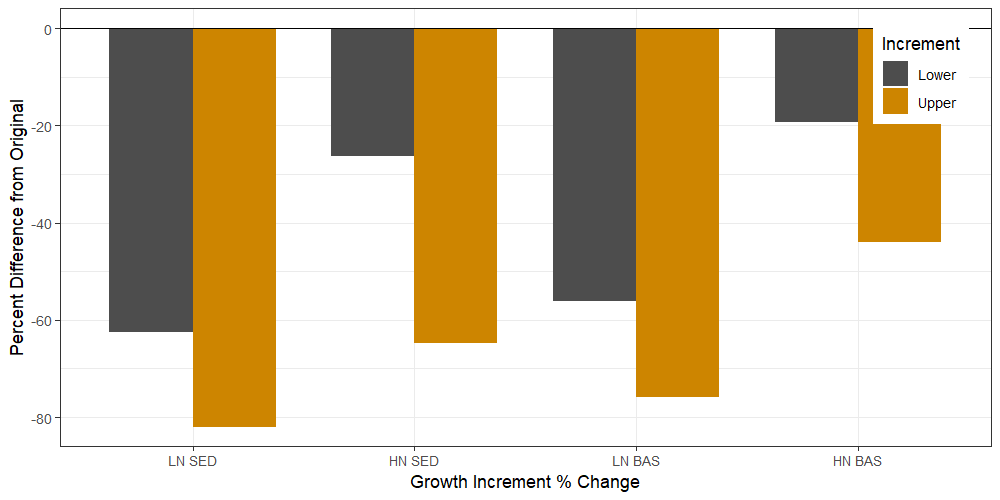 Percent Difference from Original
0
-20
-40
-60
-80
Increment
Lower
Upper
LN SED
HN SED
LN BAS
HN BAS
Growth Increment % Change